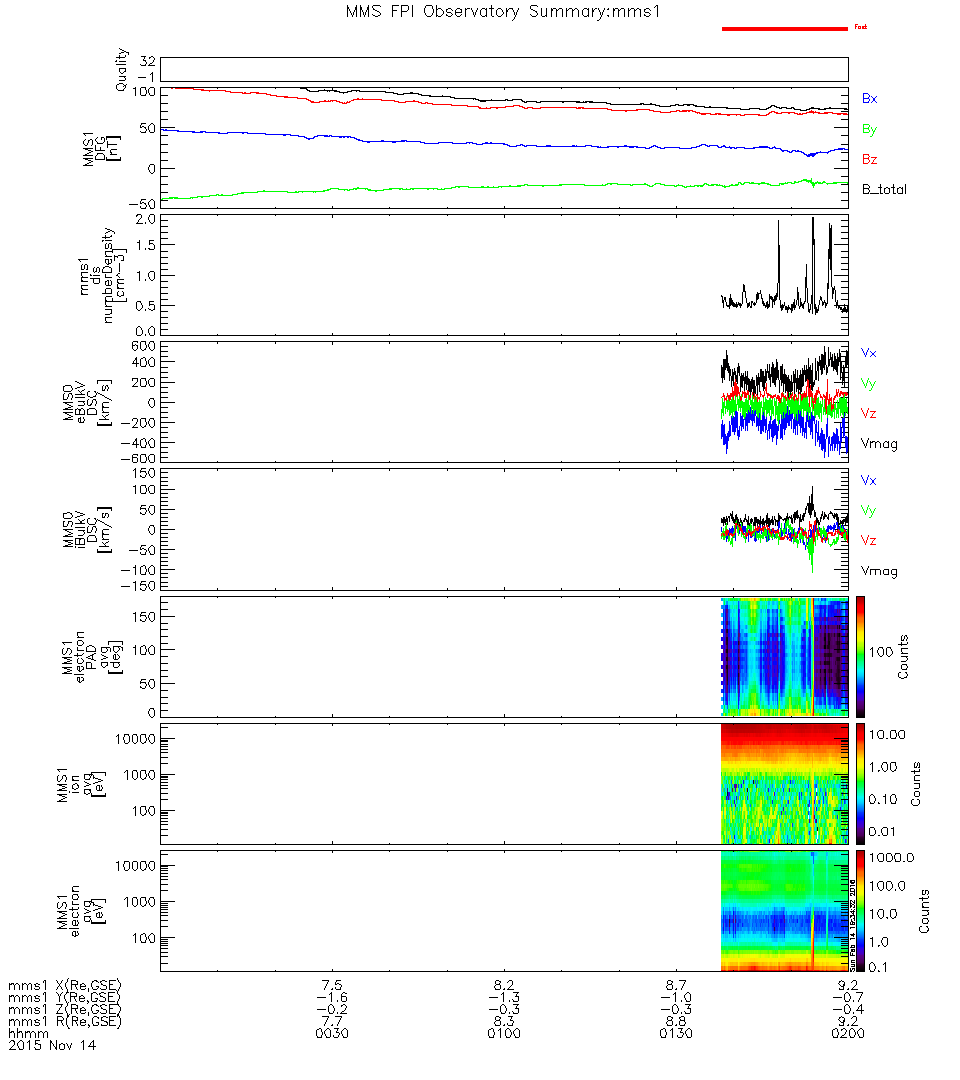 MMS FPI Observatory Summary:mms1
Fast
Quality
32
−1
MMS1
DFG
[nT]
100
50
0
−50
Bx
By
Bz
B_total
mms1
dis
numberDensity
[cm^−3]
2.0
1.5
1.0
0.5
0.0
MMS0
eBulkV
DSC
[km/s]
600
400
200
0
−200
−400
−600
Vx
Vy
Vz
Vmag
MMS0
iBulkV
DSC
[km/s]
150
100
50
0
−50
−100
−150
Vx
Vy
Vz
Vmag
MMS1
electron
PAD
avg
[deg]
150
100
50
0
100
Counts
MMS1
ion
avg
[eV]
10000
1000
100
10.00
1.00
0.10
0.01
Counts
MMS1
electron
avg
[eV]
10000
1000
100
1000.0
100.0
10.0
1.0
0.1
Counts
mms1 X(Re,GSE) 7.5 8.2 8.7 9.2
mms1 Y(Re,GSE) −1.6 −1.3 −1.0 −0.7
mms1 Z(Re,GSE) −0.2 −0.3 −0.3 −0.4
mms1 R(Re,GSE) 7.7 8.3 8.8 9.2
hhmm 0030 0100 0130 0200
2015 Nov 14